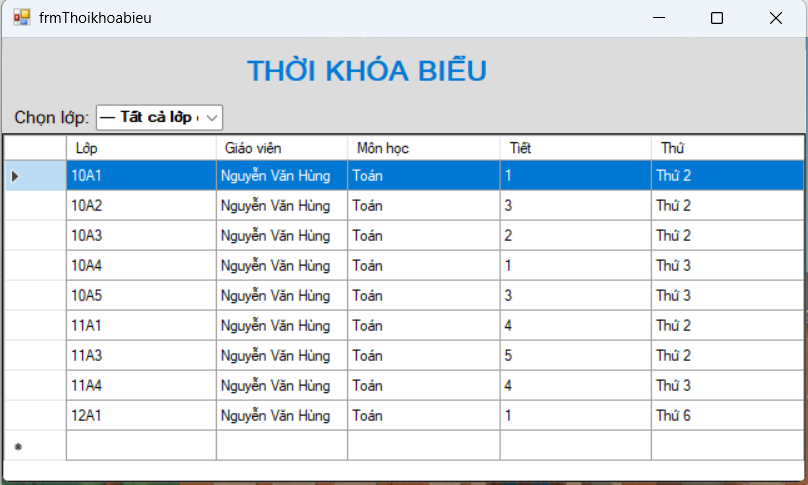 frmThoikhoabieu
THỜI KHÓA BIỂU
Chọn lớp: — Tất cả lớp
Lớp Giáo viên Môn học Tiết Thứ
10A1 Nguyễn Văn Hùng Toán 1 Thứ 2
10A2 Nguyễn Văn Hùng Toán 3 Thứ 2
10A3 Nguyễn Văn Hùng Toán 2 Thứ 2
10A4 Nguyễn Văn Hùng Toán 1 Thứ 3
10A5 Nguyễn Văn Hùng Toán 3 Thứ 3
11A1 Nguyễn Văn Hùng Toán 4 Thứ 2
11A3 Nguyễn Văn Hùng Toán 5 Thứ 2
11A4 Nguyễn Văn Hùng Toán 4 Thứ 3
12A1 Nguyễn Văn Hùng Toán 1 Thứ 6